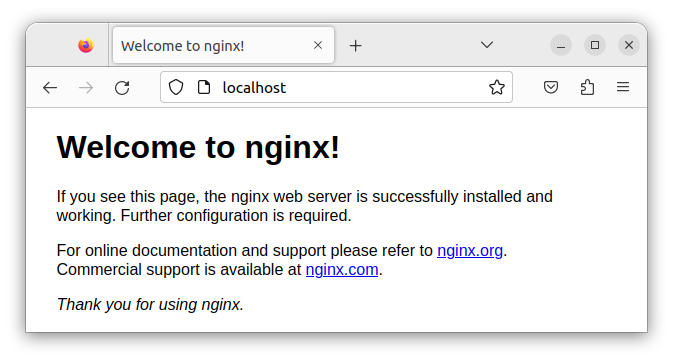 Welcome to nginx!
localhost
Welcome to nginx!
If you see this page, the nginx web server is successfully installed and
working. Further configuration is required.
For online documentation and support please refer to nginx.org.
Commercial support is available at nginx.com.
Thank you for using nginx.